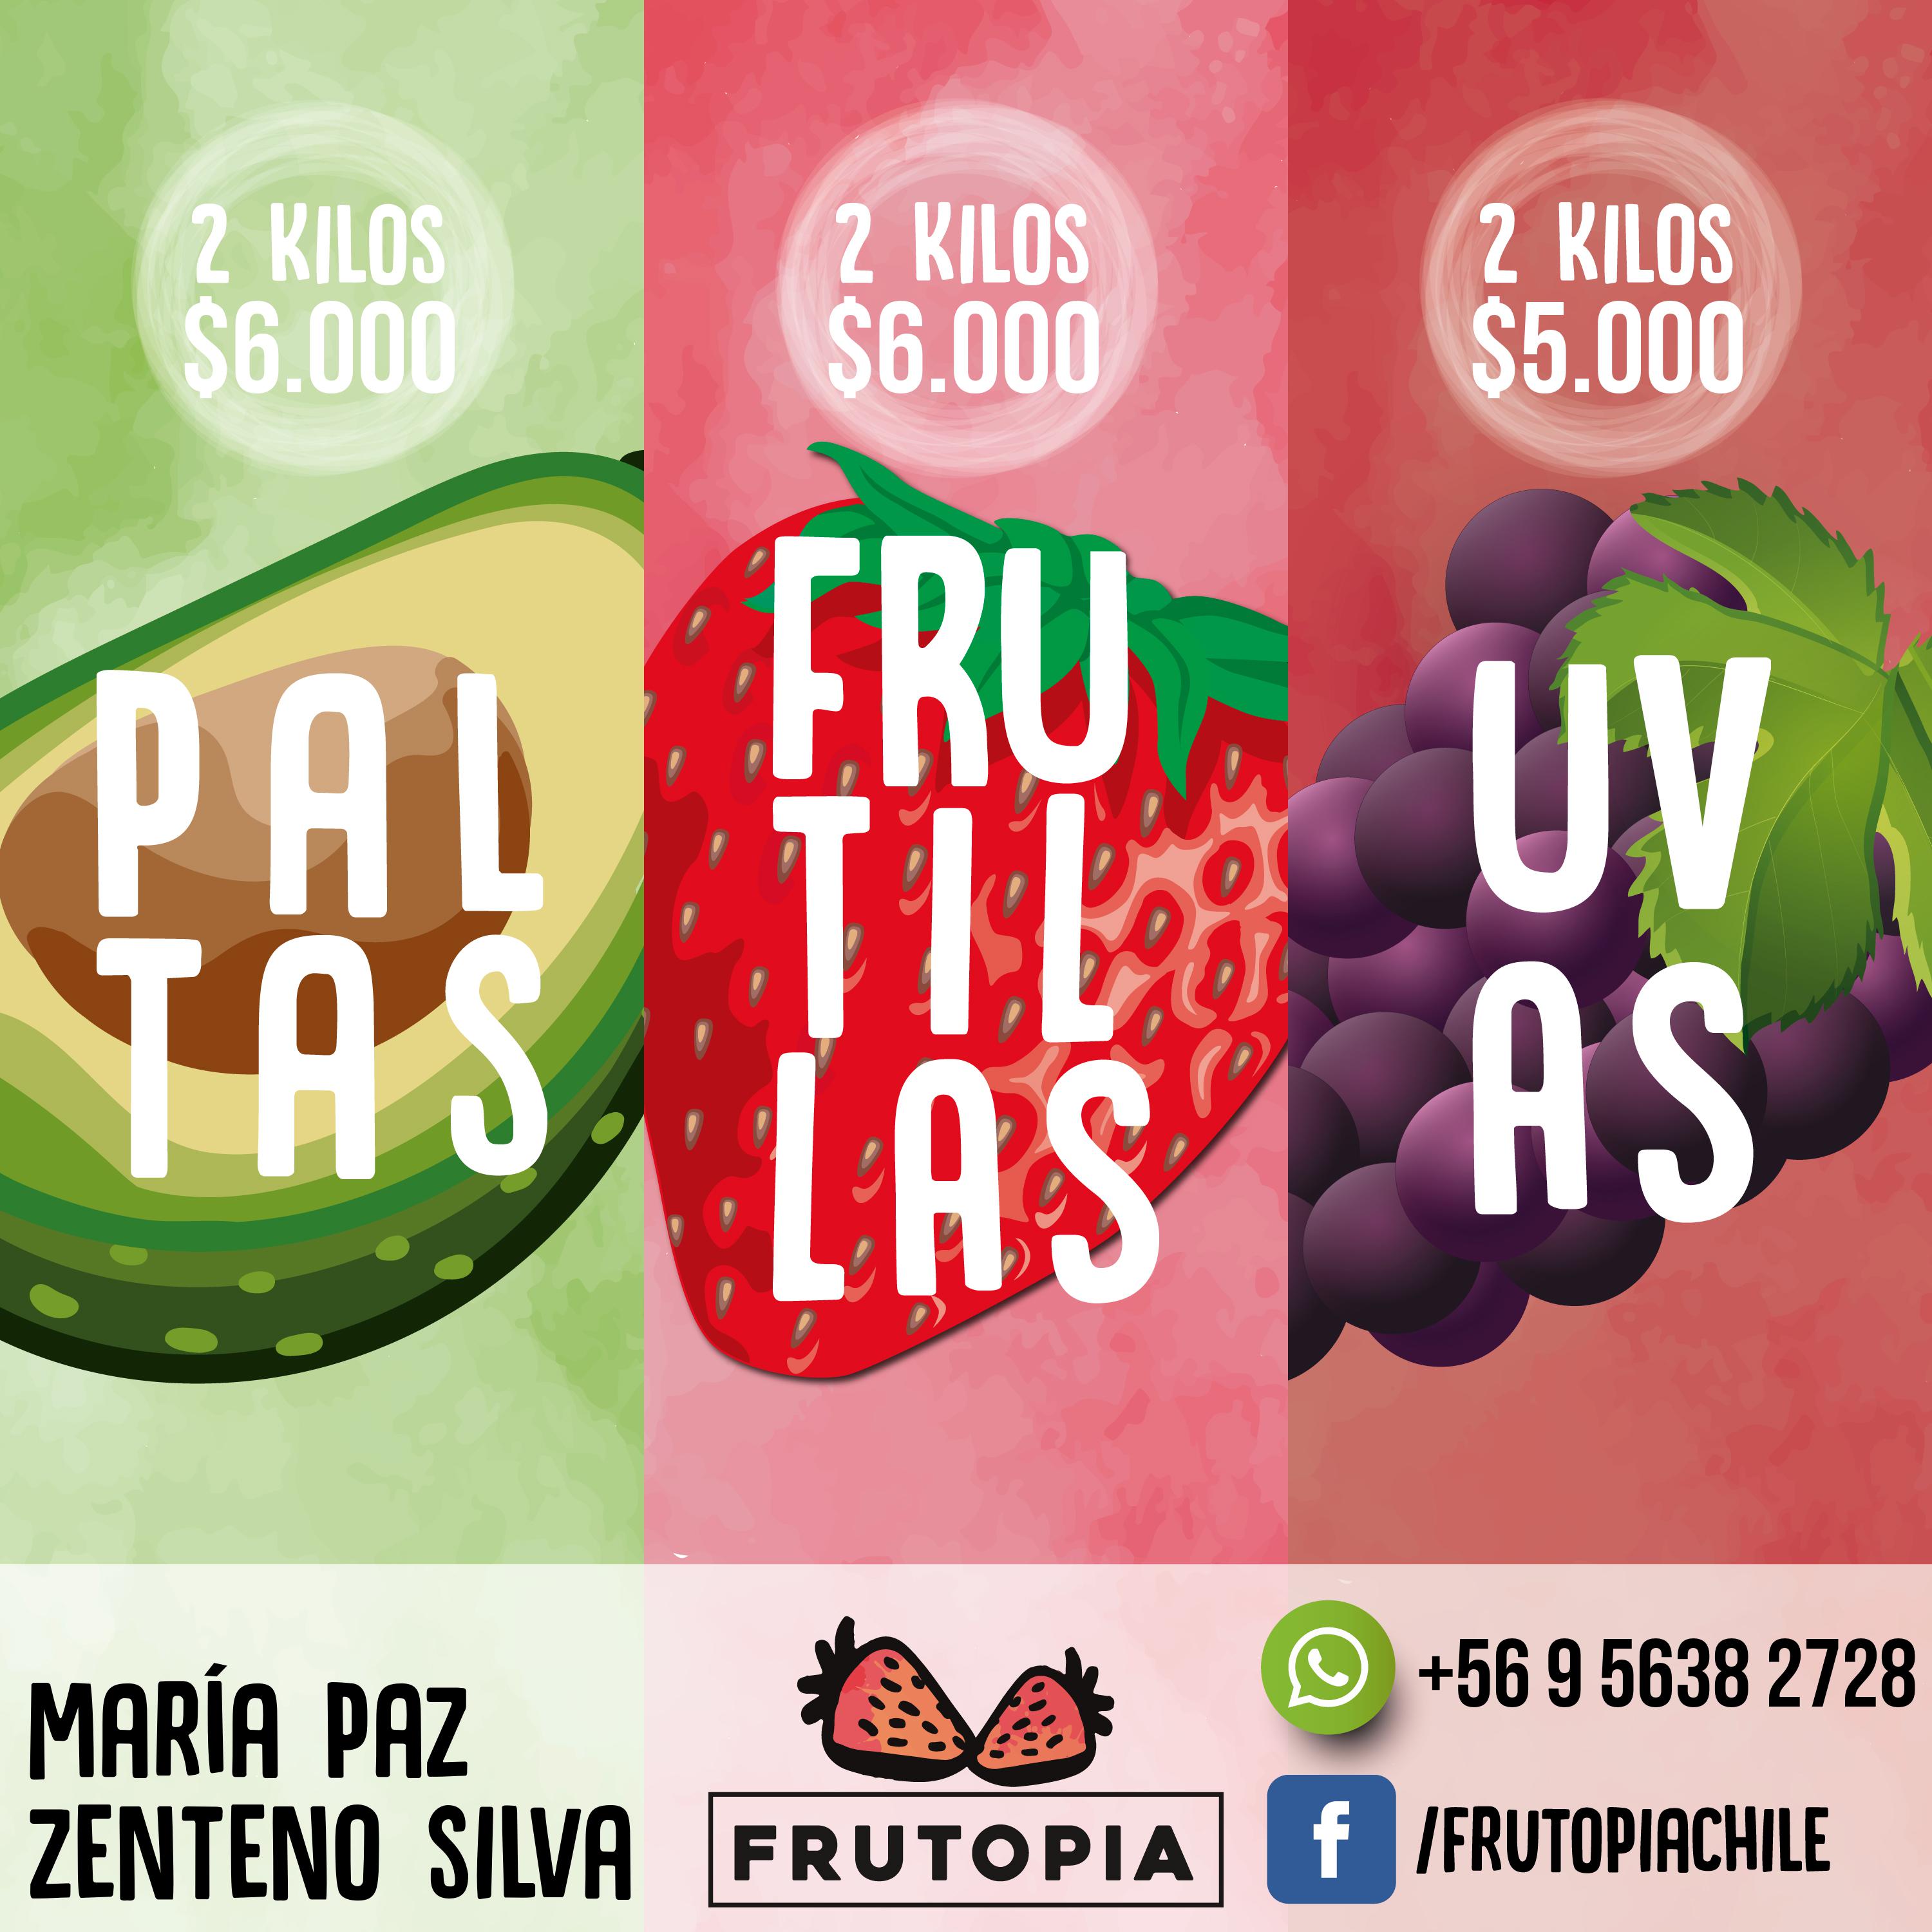 2 KILOS
$6.000
PAL
TAS
2 KILOS
$6.000
FRU
TIL
LAS
2 KILOS
$5.000
UV
AS
MARÍA PAZ
ZENTENO SILVA
FRUTOPIA
+56 9 5638 2728
/FRUTOPIACHILE